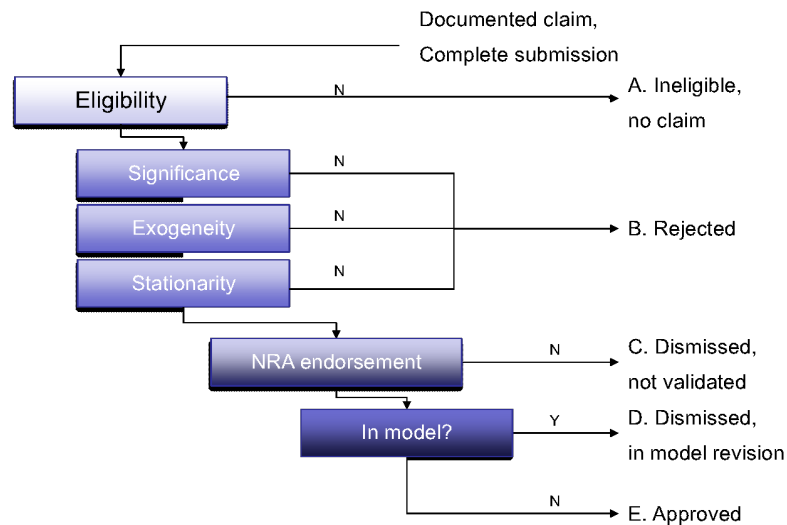 Documented claim,
Complete submission
Eligibility
N
A. Ineligible,
no claim
Significance
N
Exogeneity
N
B. Rejected
Stationarity
N
NRA endorsement
N
C. Dismissed,
not validated
In model?
Y
D. Dismissed,
in model revision
N
E. Approved